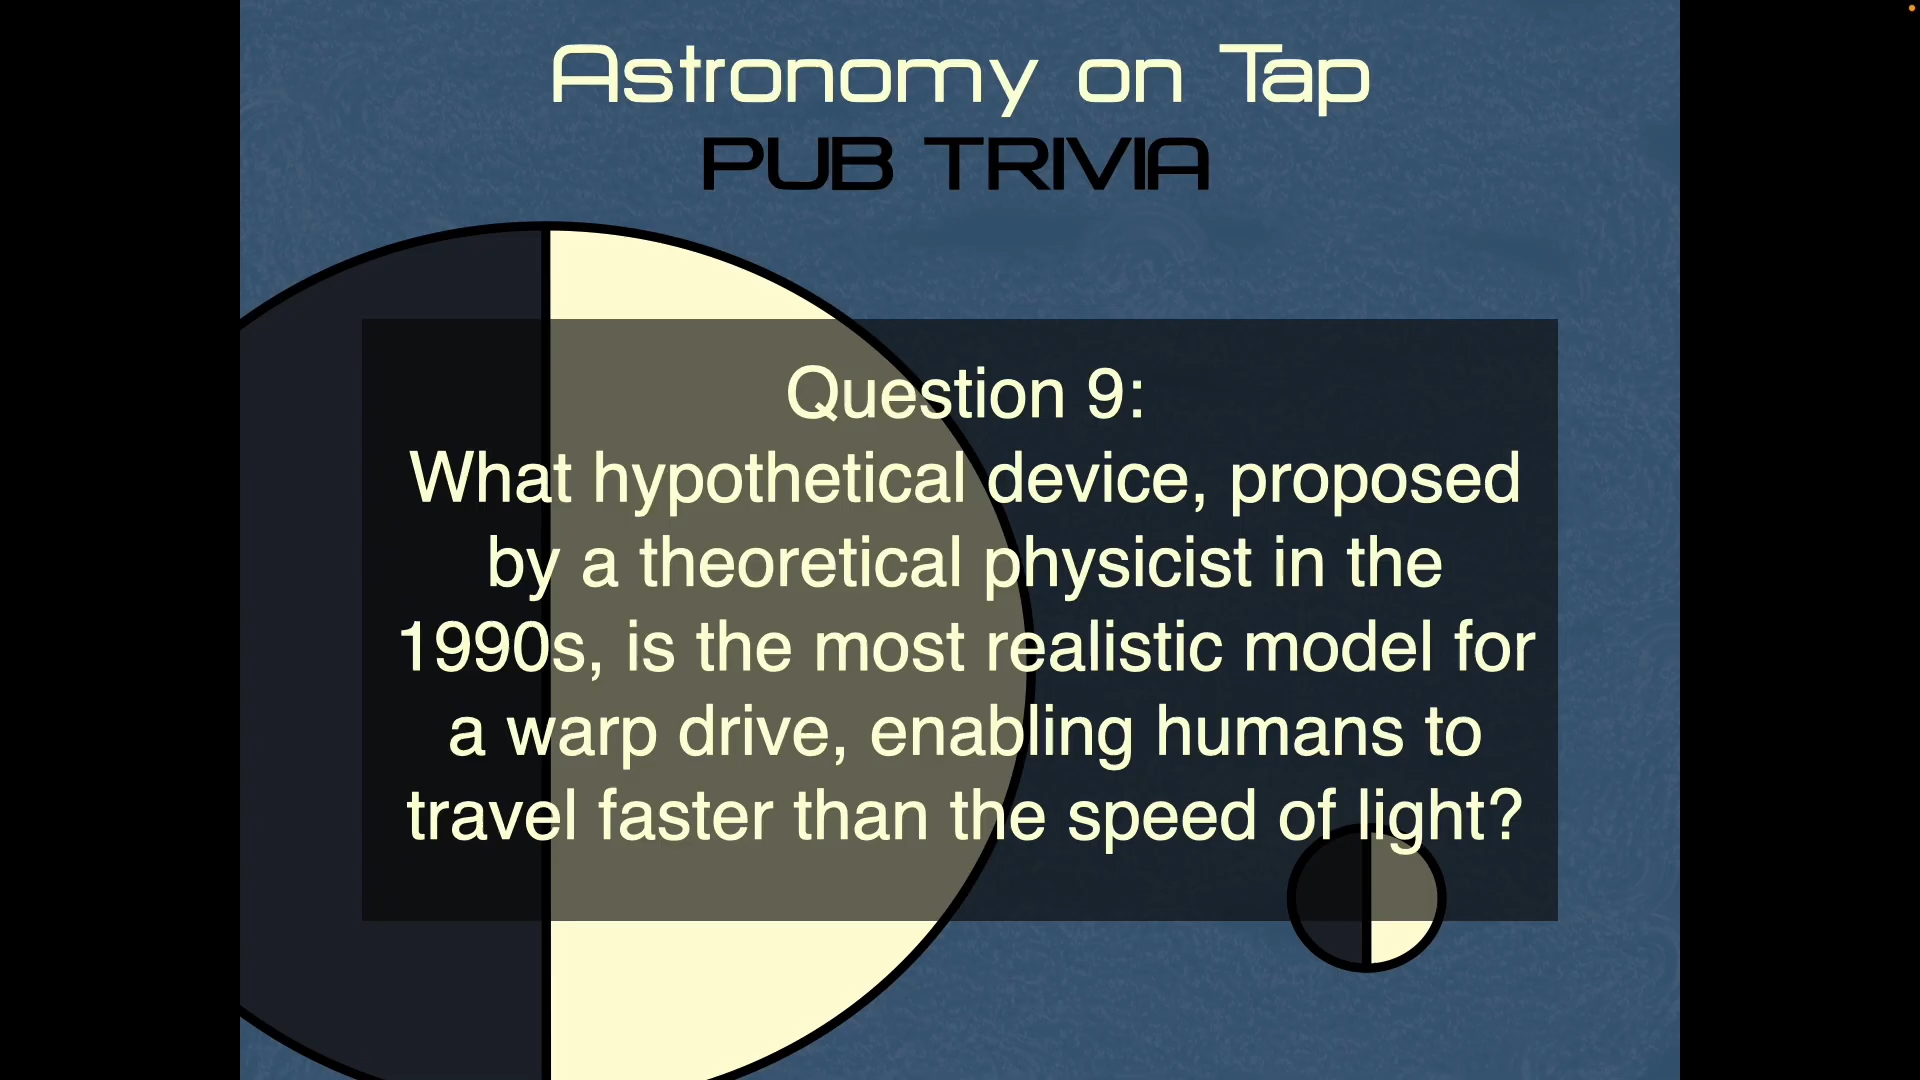 Astronomy on Tap
PUB TRIVIA
Question 9:
What hypothetical device, proposed
by a theoretical physicist in the
1990s, is the most realistic model for
a warp drive, enabling humans to
travel faster than the speed of light?